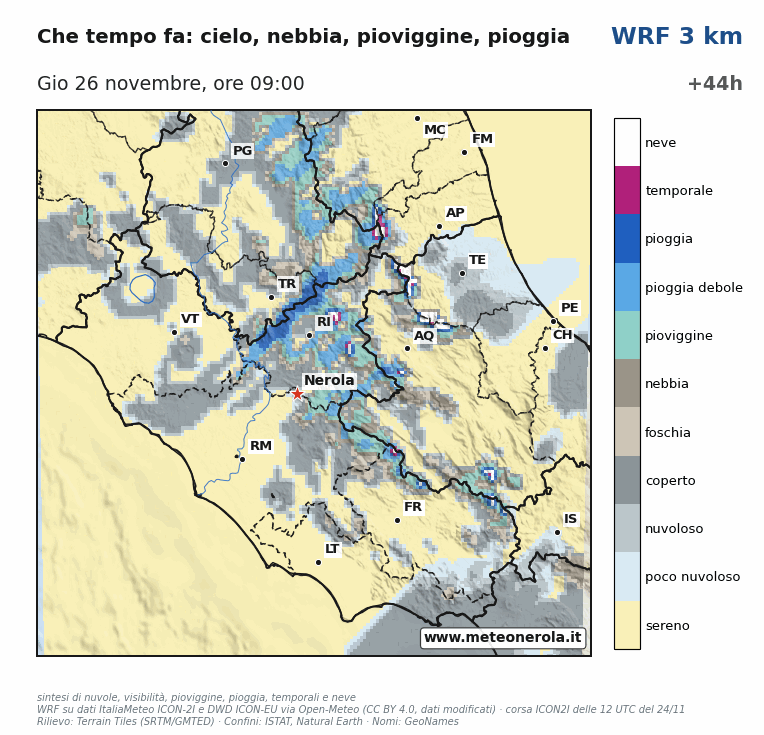 Che tempo fa: cielo, nebbia, pioviggine, pioggia
WRF 3 km
Gio 26 novembre, ore 09:00
+44h
MC
FM
PG
AP
TE
TR
PE
VT
RI
AQ
CH
Nerola
RM
FR
IS
LT
www.meteonerola.it
neve
temporale
pioggia
pioggia debole
pioviggine
nebbia
foschia
coperto
nuvoloso
poco nuvoloso
sereno
sintesi di nuvole, visibilità, pioviggine, pioggia, temporali e neve
WRF su dati ItaliaMeteo ICON-2I e DWD ICON-EU via Open-Meteo (CC BY 4.0, dati modificati) · corsa ICON2I delle 12 UTC del 24/11
Rilievo: Terrain Tiles (SRTM/GMTED) · Confini: ISTAT, Natural Earth · Nomi: GeoNames